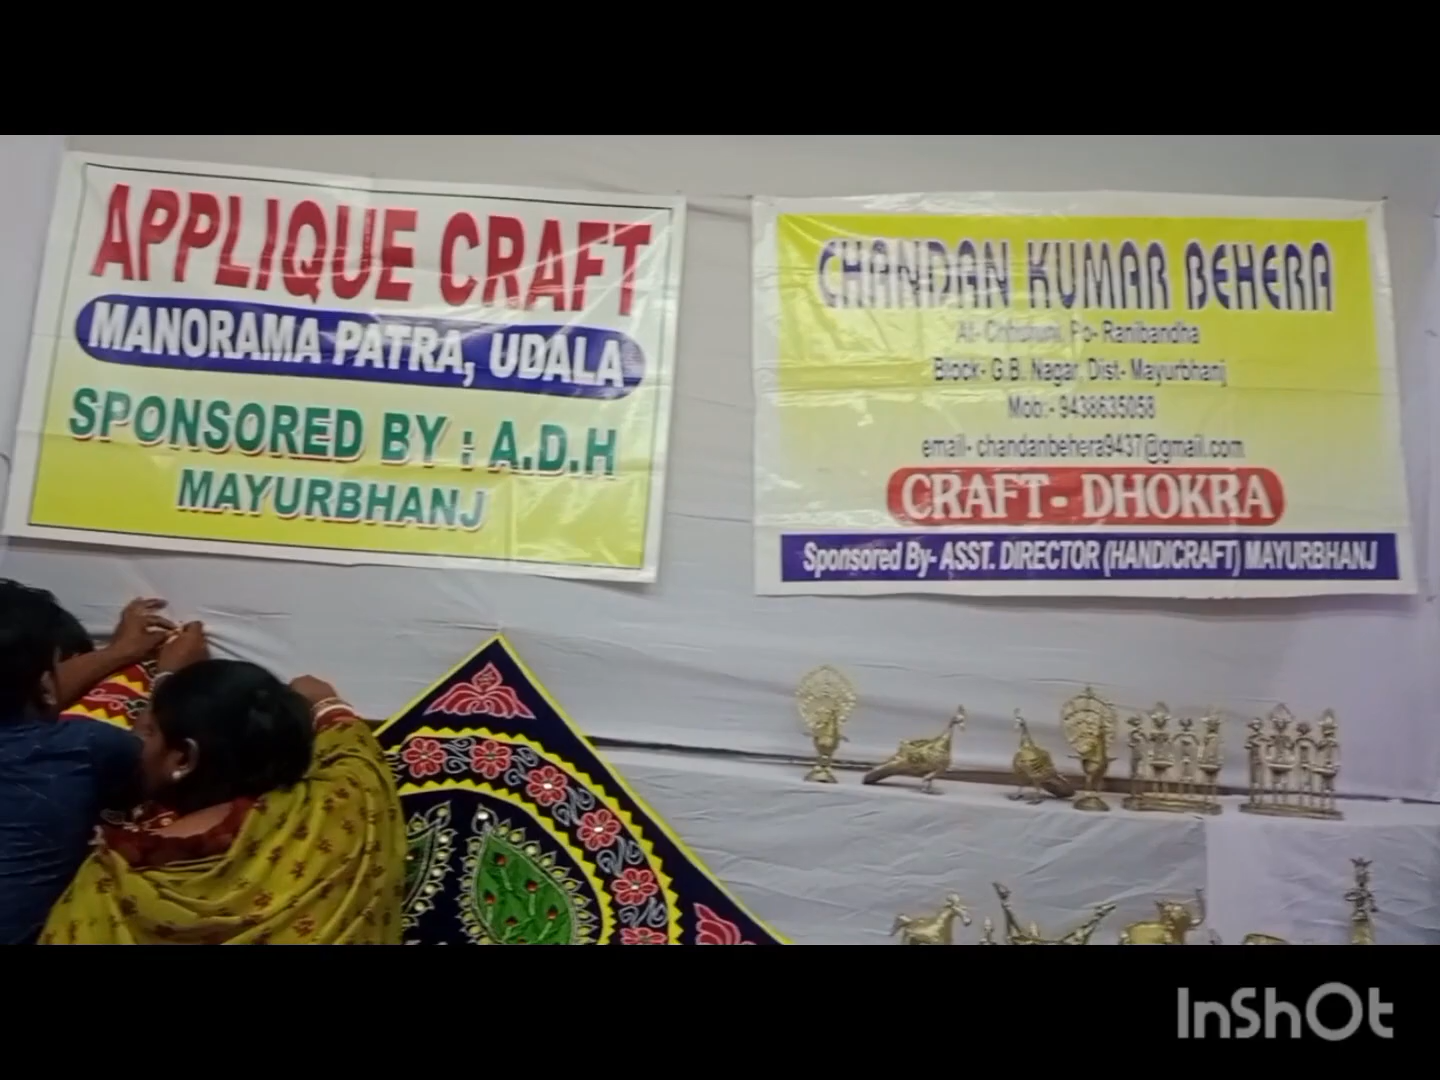 APPLIQUE CRAFT
MANORAMA PATRA, UDALA
SPONSORED BY : A.D.H
MAYURBHANJ
CHANDAN KUMAR BEHERA
At- Po- Ranibandha
Block- G.B. Nagar, Dist- Mayurbhanj
Mob:- 9438635058
email- chandanbehera9437@gmail.com
CRAFT- DHOKRA
Sponsored By- ASST. DIRECTOR (HANDICRAFT) MAYURBHANJ
InShOt